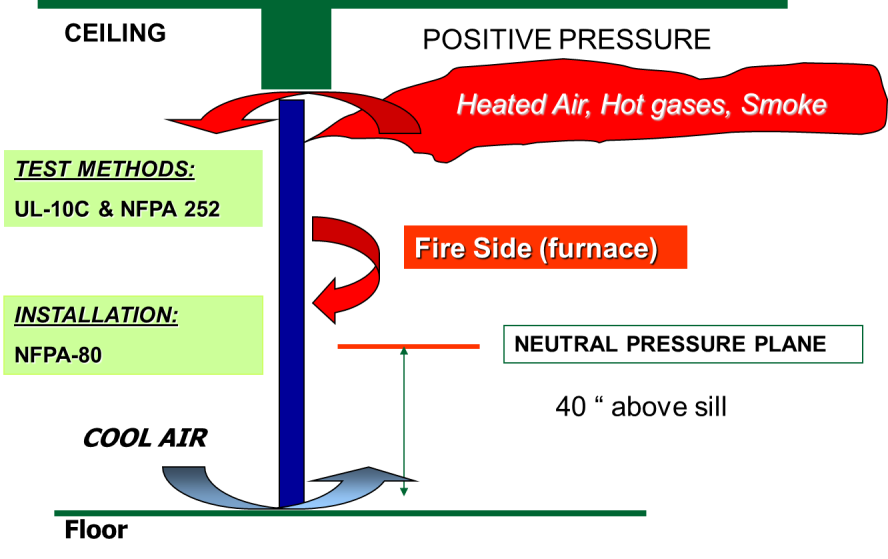 CEILING
POSITIVE PRESSURE
Heated Air, Hot gases, Smoke
TEST METHODS:
UL-10C & NFPA 252
Fire Side (furnace)
INSTALLATION:
NFPA-80
NEUTRAL PRESSURE PLANE
40 “ above sill
COOL AIR
Floor